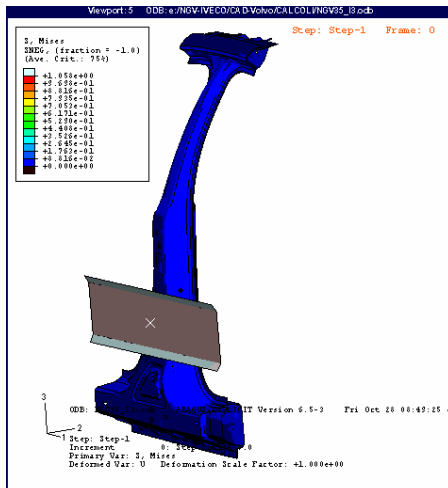 Viewport: 5 ODB: e:/NGV-IVECO/CAD-Volvo/CALCOLI/NGV35_I3.odb
Step: Step-1 Frame: 0
S, Mises
SNEG, (fraction = -1.0)
(Ave. Crit.: 75%)
+1.058e+00
+9.698e-01
+8.816e-01
+7.935e-01
+7.053e-01
+6.171e-01
+5.290e-01
+4.408e-01
+3.526e-01
+2.645e-01
+1.763e-01
+8.816e-02
+0.000e+00
3
2
1
ODB: Version 6.5-3 Fri Oct 28 08:49:25
Step: Step-1
Increment 0: Step
Primary Var: S, Mises
Deformed Var: U Deformation Scale Factor: +1.000e+00